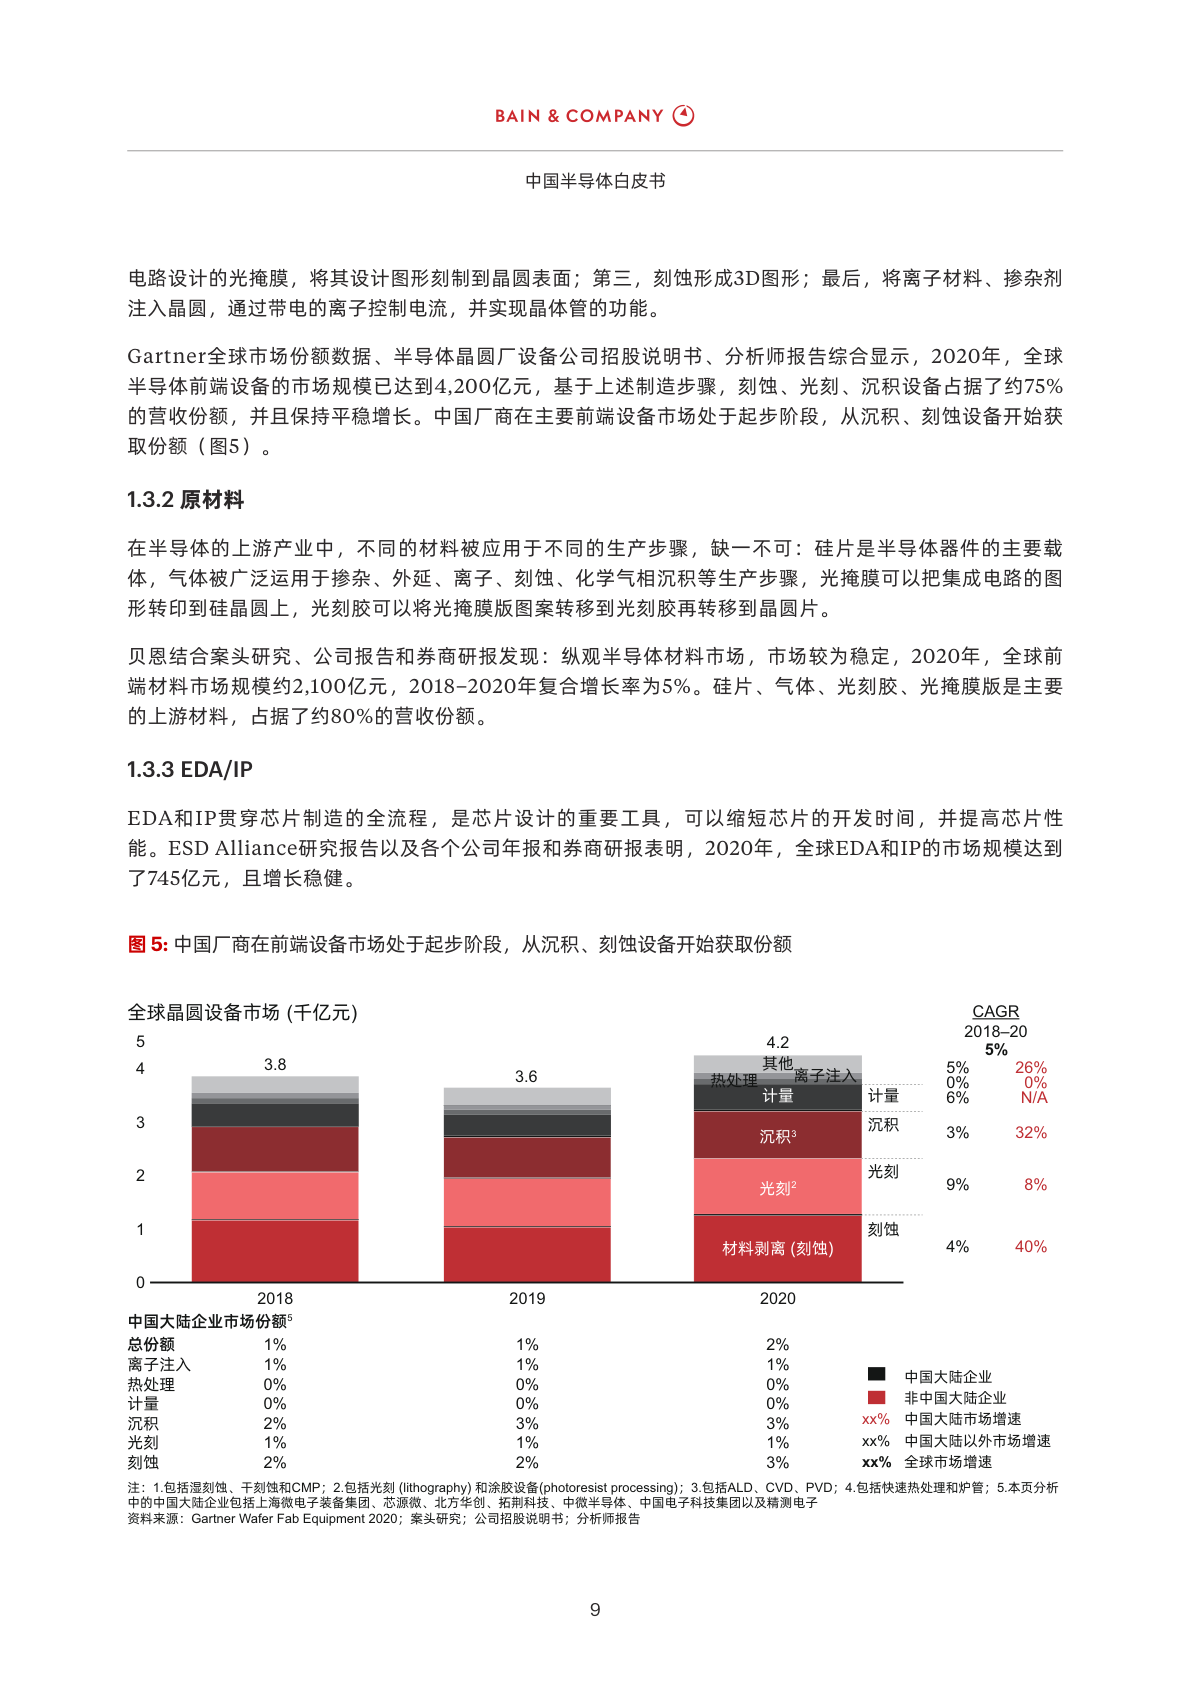 BAIN & COMPANY
中国半导体白皮书
电路设计的光掩膜，将其设计图形刻制到晶圆表面；第三，刻蚀形成3D图形；最后，将离子材料、掺杂剂
注入晶圆，通过带电的离子控制电流，并实现晶体管的功能。
Gartner全球市场份额数据、半导体晶圆厂设备公司招股说明书、分析师报告综合显示，2020年，全球
半导体前端设备的市场规模已达到4,200亿元，基于上述制造步骤，刻蚀、光刻、沉积设备占据了约75%
的营收份额，并且保持平稳增长。中国厂商在主要前端设备市场处于起步阶段，从沉积、刻蚀设备开始获
取份额（图5）。
1.3.2 原材料
在半导体的上游产业中，不同的材料被应用于不同的生产步骤，缺一不可：硅片是半导体器件的主要载
体，气体被广泛运用于掺杂、外延、离子、刻蚀、化学气相沉积等生产步骤，光掩膜可以把集成电路的图
形转印到硅晶圆上，光刻胶可以将光掩膜版图案转移到光刻胶再转移到晶圆片。
贝恩结合案头研究、公司报告和券商研报发现：纵观半导体材料市场，市场较为稳定，2020年，全球前
端材料市场规模约2,100亿元，2018–2020年复合增长率为5%。硅片、气体、光刻胶、光掩膜版是主要
的上游材料，占据了约80%的营收份额。
1.3.3 EDA/IP
EDA和IP贯穿芯片制造的全流程，是芯片设计的重要工具，可以缩短芯片的开发时间，并提高芯片性
能。ESD Alliance研究报告以及各个公司年报和券商研报表明，2020年，全球EDA和IP的市场规模达到
了745亿元，且增长稳健。
图 5: 中国厂商在前端设备市场处于起步阶段，从沉积、刻蚀设备开始获取份额
全球晶圆设备市场 (千亿元)
CAGR
2018–20
5%
5
4
3
2
1
0
3.8
3.6
4.2
其他
热处理
离子注入
计量
沉积3
光刻2
材料剥离 (刻蚀)
计量
沉积
光刻
刻蚀
5% 26%
0% 0%
6% N/A
3% 32%
9% 8%
4% 40%
2018 2019 2020
中国大陆企业市场份额5
总份额 1% 1% 2%
离子注入 1% 1% 1%
热处理 0% 0% 0%
计量 0% 0% 0%
沉积 2% 3% 3%
光刻 1% 1% 1%
刻蚀 2% 2% 3%
中国大陆企业
非中国大陆企业
xx% 中国大陆市场增速
xx% 中国大陆以外市场增速
xx% 全球市场增速
注：1.包括湿刻蚀、干刻蚀和CMP；2.包括光刻 (lithography) 和涂胶设备(photoresist processing)；3.包括ALD、CVD、PVD；4.包括快速热处理和炉管；5.本页分析
中的中国大陆企业包括上海微电子装备集团、芯源微、北方华创、拓荆科技、中微半导体、中国电子科技集团以及精测电子
资料来源：Gartner Wafer Fab Equipment 2020；案头研究；公司招股说明书；分析师报告
9